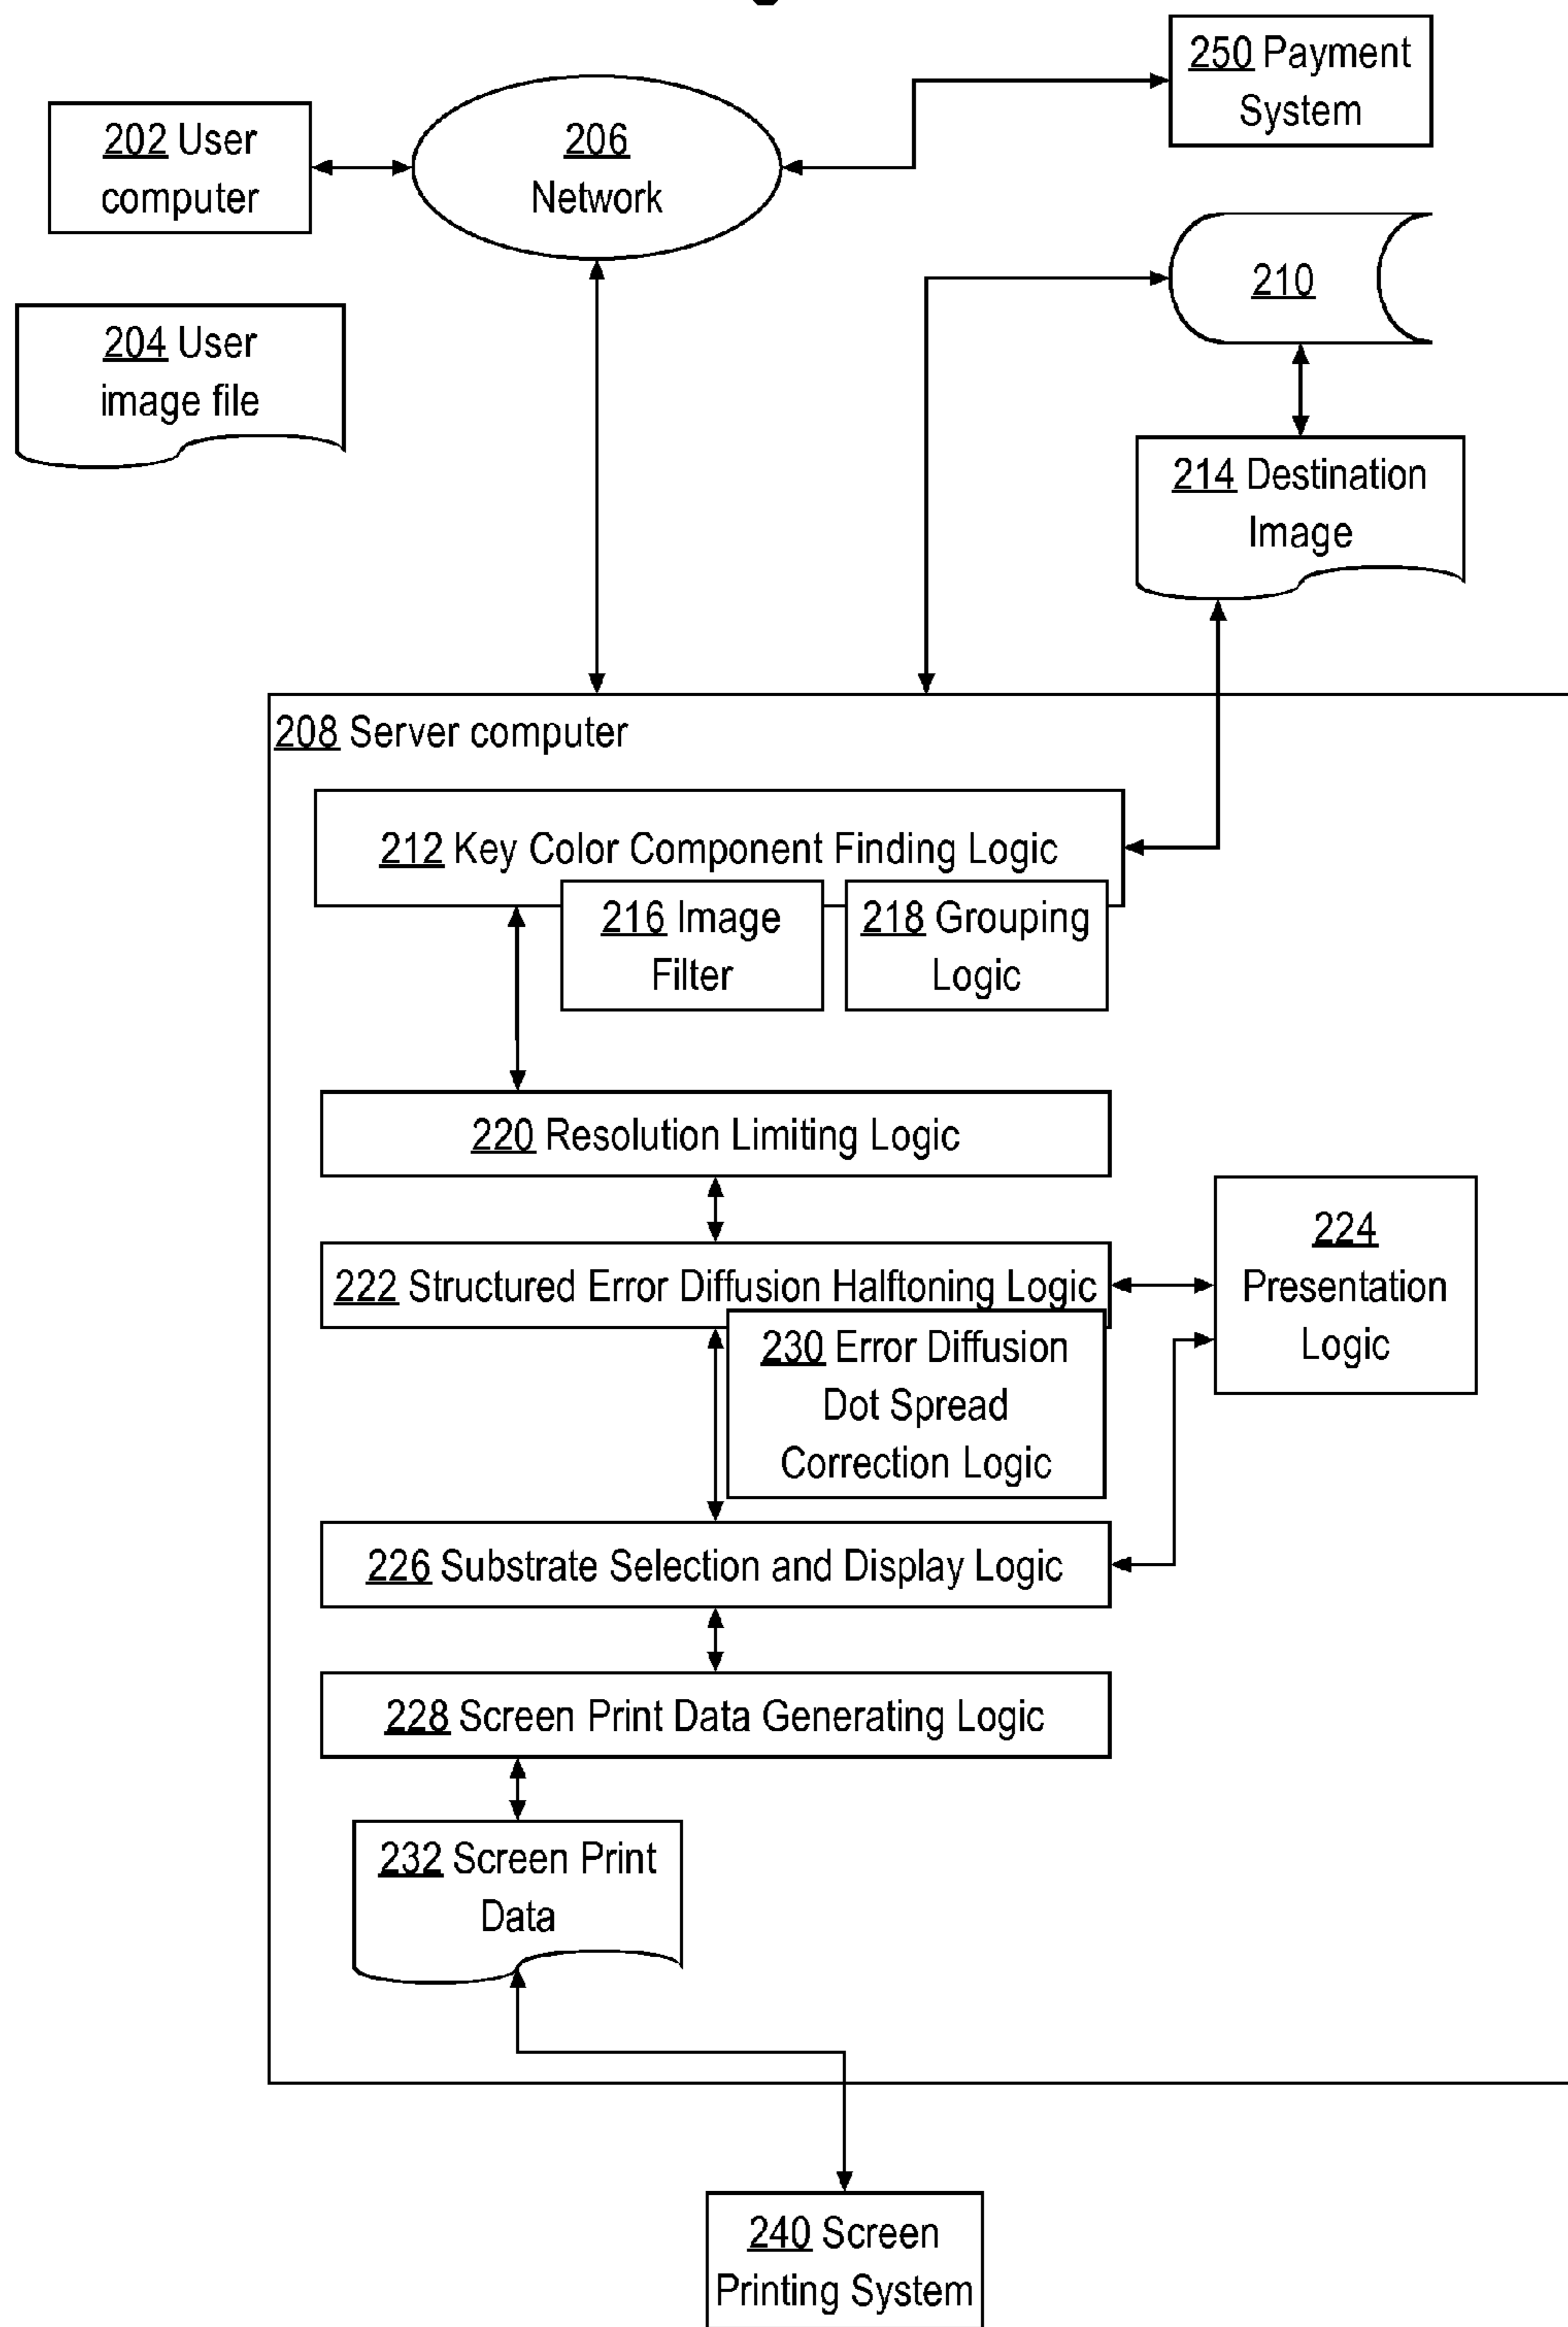 250 Payment
System
202 User
computer
206
Network
210
204 User
image file
214 Destination
Image
208 Server computer
212 Key Color Component Finding Logic
216 Image
Filter
218 Grouping
Logic
220 Resolution Limiting Logic
222 Structured Error Diffusion Halftoning Logic
224
Presentation
Logic
230 Error Diffusion
Dot Spread
Correction Logic
226 Substrate Selection and Display Logic
228 Screen Print Data Generating Logic
232 Screen Print
Data
240 Screen
Printing System